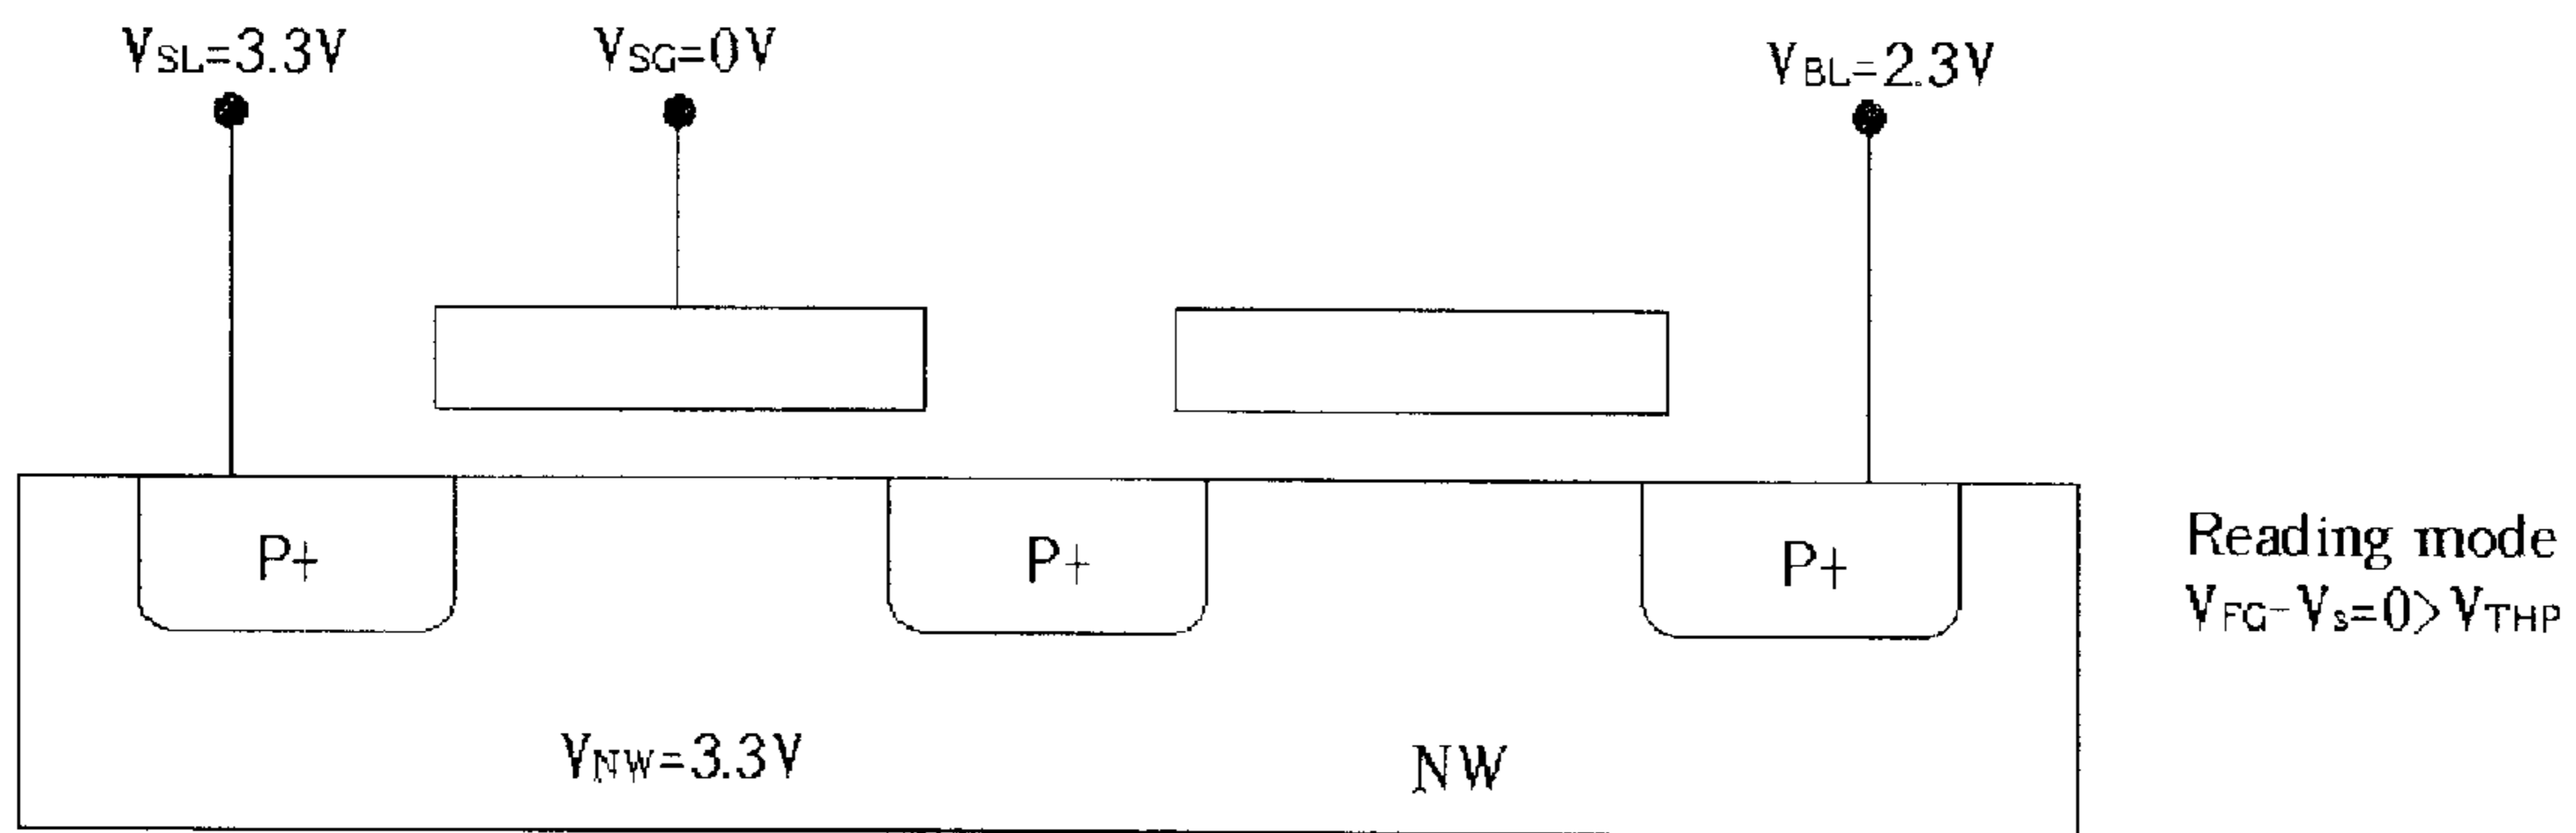 VSL=3.3V
VSG=0V
VBL=2.3V
P+
P+
P+
Reading mode
VFG-Vs=0>VTHP
VNW=3.3V
NW